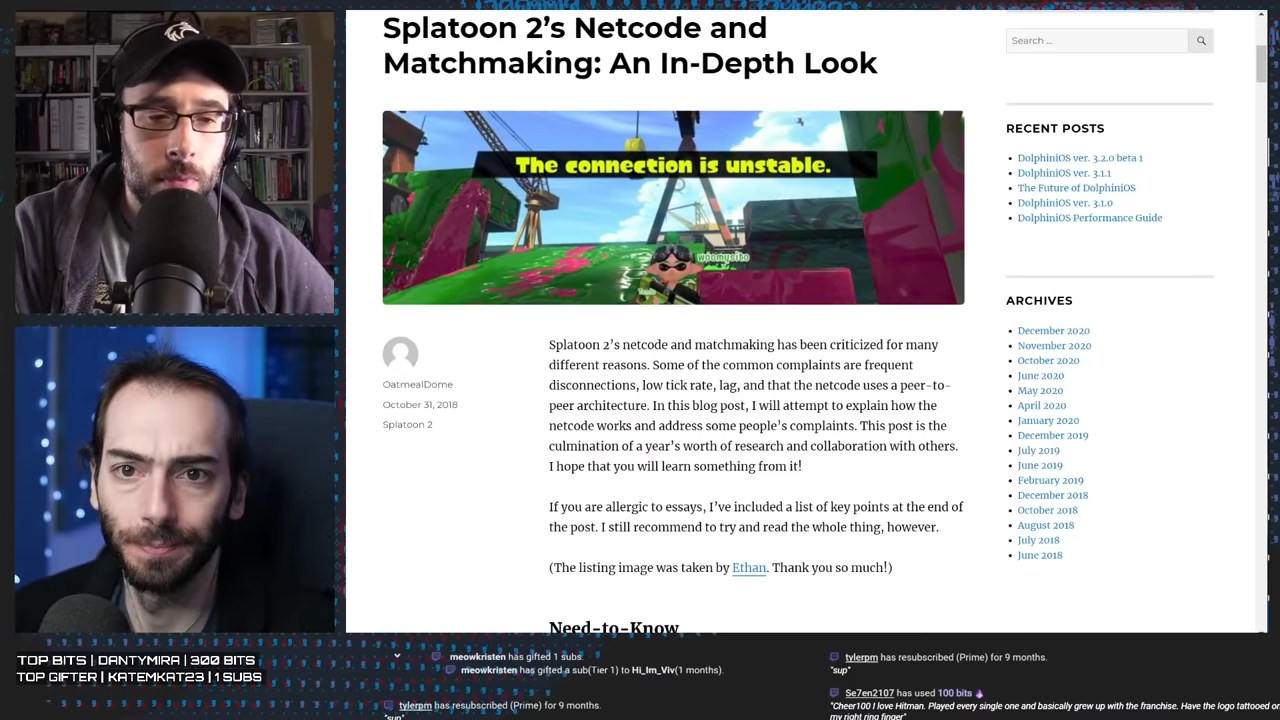 Splatoon 2’s Netcode and
Matchmaking: An In-Depth Look
The connection is unstable.
OatmealDome
October 31, 2018
Splatoon 2
Splatoon 2’s netcode and matchmaking has been criticized for many
different reasons. Some of the common complaints are frequent
disconnections, low tick rate, lag, and that the netcode uses a peer-to-
peer architecture. In this blog post, I will attempt to explain how the
netcode works and address some people’s complaints. This post is the
culmination of a year’s worth of research and collaboration with others.
I hope that you will learn something from it!
If you are allergic to essays, I’ve included a list of key points at the end of
the post. I still recommend to try and read the whole thing, however.
(The listing image was taken by Ethan. Thank you so much!)
Need-to-Know
Search …
RECENT POSTS
DolphiniOS ver. 3.2.0 beta 1
DolphiniOS ver. 3.1.1
The Future of DolphiniOS
DolphiniOS ver. 3.1.0
DolphiniOS Performance Guide
ARCHIVES
December 2020
November 2020
October 2020
June 2020
May 2020
April 2020
January 2020
December 2019
July 2019
June 2019
February 2019
December 2018
October 2018
August 2018
July 2018
June 2018
TOP BITS | DANTYMIRA | 300 BITS
TOP GIFTER | KATEMKAT23 | 1 SUBS
meowkristen has gifted 1 subs.
meowkristen has gifted a sub(Tier 1) to Hi_Im_Viv(1 months).
tylerpm has resubscribed (Prime) for 9 months.
"sup"
tylerpm has resubscribed (Prime) for 9 months.
"sup"
Se7en2107 has used 100 bits
"Cheer100 I love Hitman. Played every single one and basically grew up with the franchise. Have the logo tattooed on
my right ring finger"